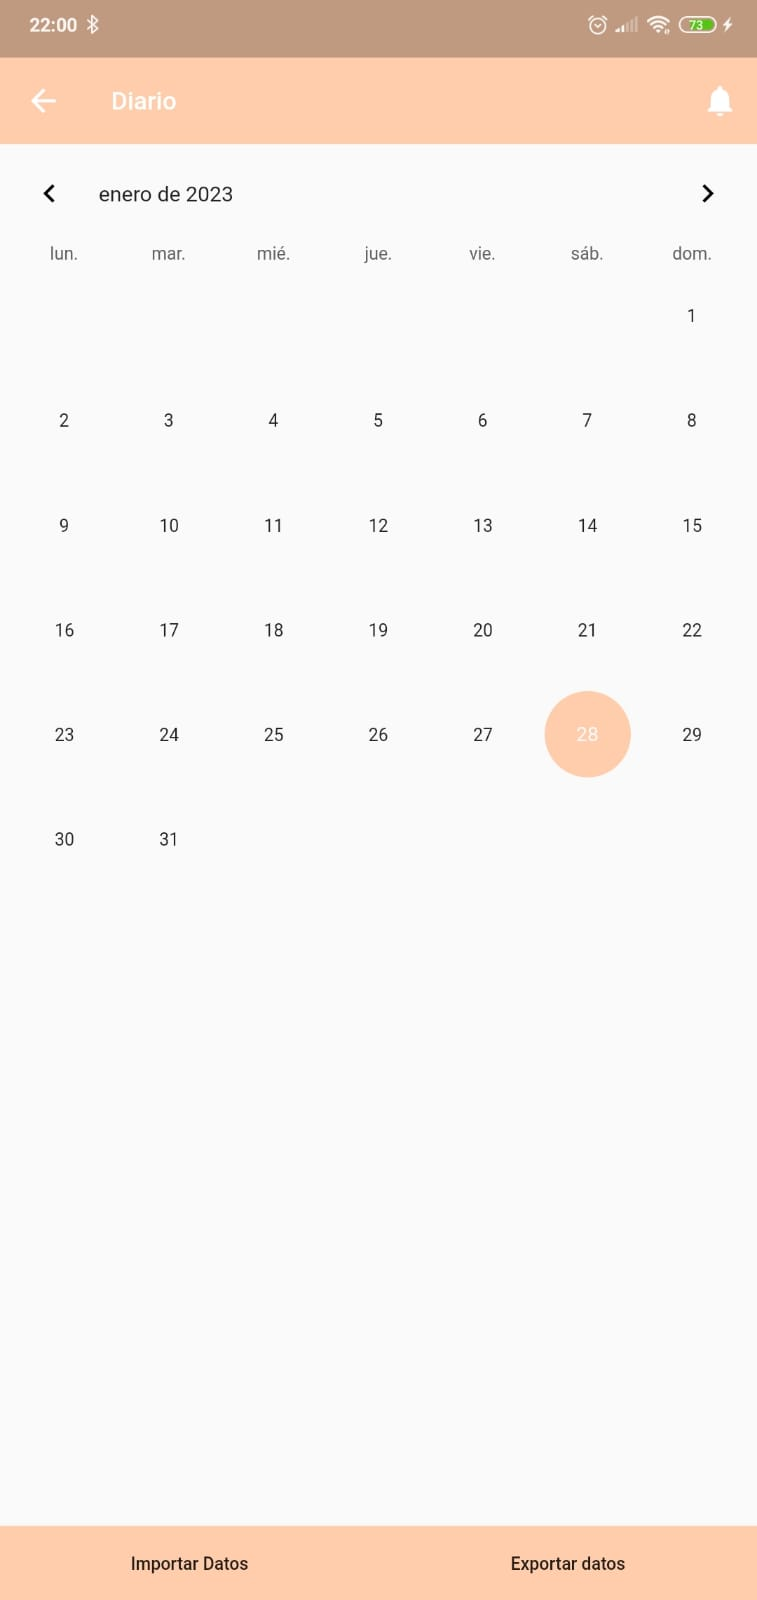 22:00 73
Diario
enero de 2023
lun. mar. mié. jue. vie. sáb. dom.
1
2 3 4 5 6 7 8
9 10 11 12 13 14 15
16 17 18 19 20 21 22
23 24 25 26 27 28 29
30 31
Importar Datos Exportar datos